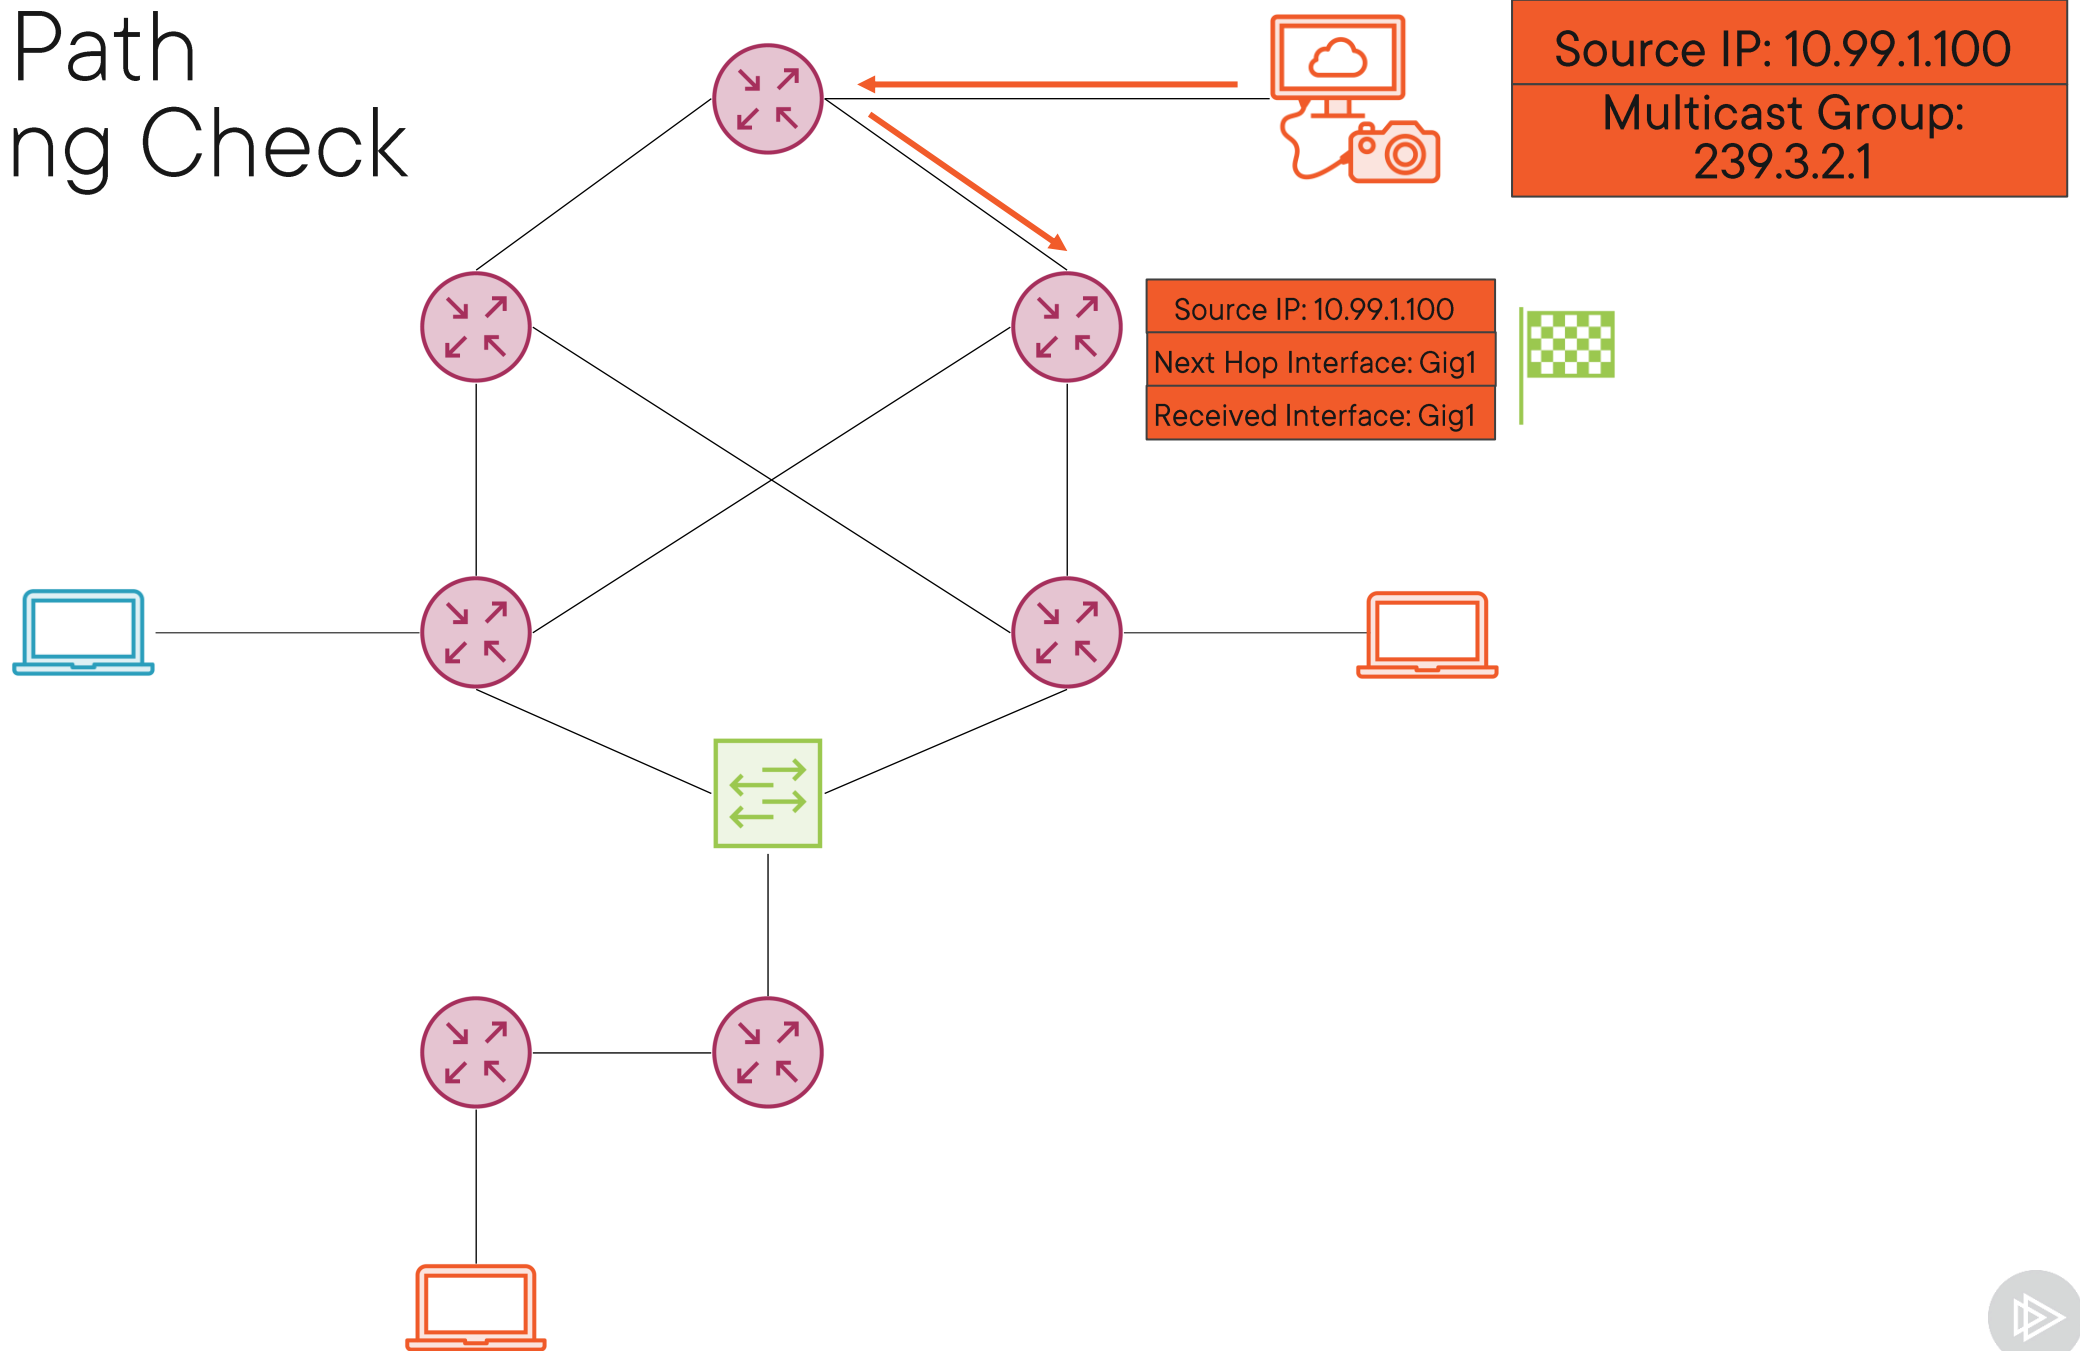 Path
ng Check
Source IP: 10.99.1.100
Multicast Group:
239.3.2.1
Source IP: 10.99.1.100
Next Hop Interface: Gig1
Received Interface: Gig1